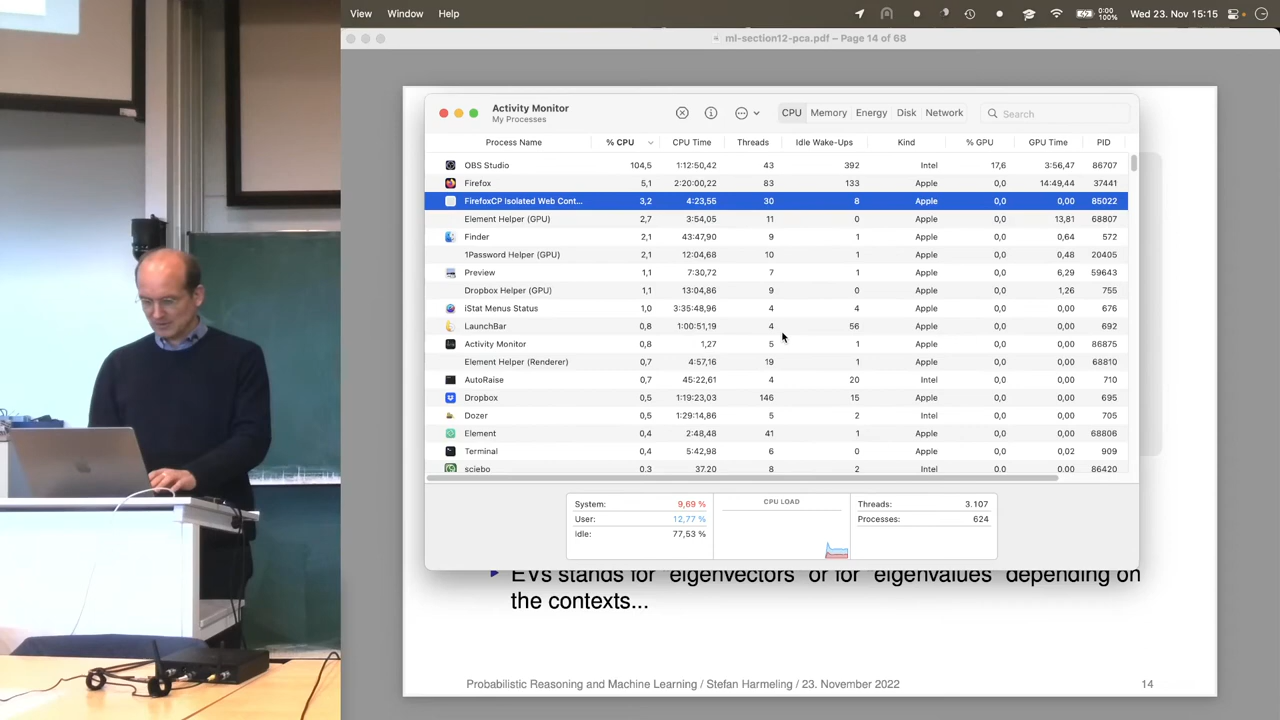 View Window Help
0:00
100%
Wed 23. Nov 15:15
ml-section12-pca.pdf – Page 14 of 68
Activity Monitor
My Processes
CPU Memory Energy Disk Network
Search
Process Name % CPU CPU Time Threads Idle Wake-Ups Kind % GPU GPU Time PID
OBS Studio 104,5 1:12:50,42 43 392 Intel 17,6 3:56,47 86707
Firefox 5,1 2:20:00,22 83 133 Apple 0,0 14:49,44 37441
FirefoxCP Isolated Web Cont... 3,2 4:23,55 30 8 Apple 0,0 0,00 85022
Element Helper (GPU) 2,7 3:54,05 11 0 Apple 0,0 13,81 68807
Finder 2,1 43:47,90 9 1 Apple 0,0 0,64 572
1Password Helper (GPU) 2,1 12:04,68 10 1 Apple 0,0 0,48 20405
Preview 1,1 7:30,72 7 1 Apple 0,0 6,29 59643
Dropbox Helper (GPU) 1,1 13:04,86 9 0 Apple 0,0 1,26 755
iStat Menus Status 1,0 3:35:48,96 4 4 Apple 0,0 0,00 676
LaunchBar 0,8 1:00:51,19 4 56 Apple 0,0 0,00 692
Activity Monitor 0,8 1,27 5 1 Apple 0,0 0,00 86875
Element Helper (Renderer) 0,7 4:57,16 19 1 Apple 0,0 0,00 68810
AutoRaise 0,7 45:22,61 4 20 Intel 0,0 0,00 710
Dropbox 0,5 1:19:23,03 146 15 Apple 0,0 0,00 695
Dozer 0,5 1:29:14,86 5 2 Intel 0,0 0,00 705
Element 0,4 2:48,48 41 1 Apple 0,0 0,00 68806
Terminal 0,4 5:42,98 6 0 Apple 0,0 0,02 909
sciebo 0,3 37,20 8 2 Intel 0,0 0,00 86420
System: 9,69 % CPU LOAD Threads: 3.107
User: 12,77 % Processes: 624
Idle: 77,53 %
EVs stands for "eigenvectors" or for "eigenvalues" depending on
the contexts...
Probabilistic Reasoning and Machine Learning / Stefan Harmeling / 23. November 2022 14